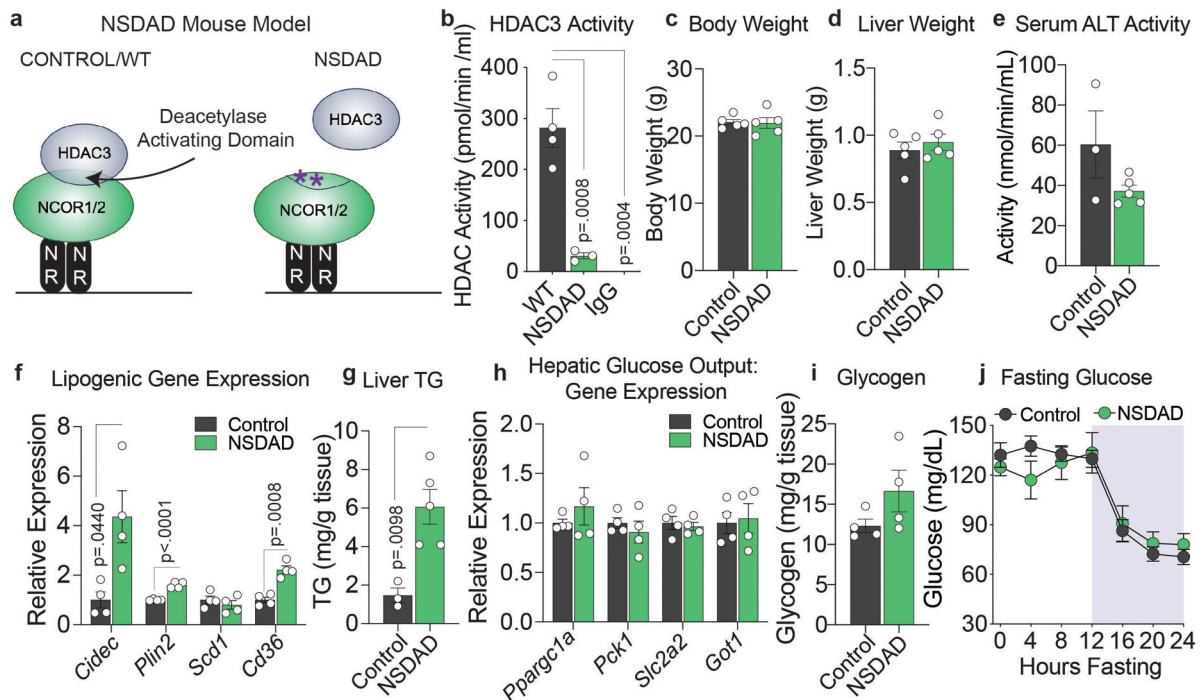 a
NSDAD Mouse Model
CONTROL/WT
NSDAD
Deacetylase
Activating Domain
HDAC3
HDAC3
NCOR1/2
**
NCOR1/2
N N
R R
N N
R R
b HDAC3 Activity
HDAC Activity (pmol/min /ml)
400
300
200
100
0
p=.0008
p=.0004
WT
NSDAD
IgG
c Body Weight
Body Weight (g)
30
20
10
0
Control
NSDAD
d Liver Weight
Liver Weight (g)
1.5
1.0
0.5
0.0
Control
NSDAD
e Serum ALT Activity
Activity (nmol/min/mL)
100
80
60
40
20
0
Control
NSDAD
f Lipogenic Gene Expression
Control
NSDAD
Relative Expression
8
6
4
2
0
p=.0440
p<.0001
p=.0008
Cidec
Plin2
Scd1
Cd36
g Liver TG
TG (mg/g tissue)
10
8
6
4
2
0
p=.0098
Control
NSDAD
h Hepatic Glucose Output:
Gene Expression
Control
NSDAD
Relative Expression
2.0
1.5
1.0
0.5
0.0
Ppargc1a
Pck1
Slc2a2
Got1
i Glycogen
Glycogen (mg/g tissue)
25
20
15
10
5
0
Control
NSDAD
j Fasting Glucose
Control
NSDAD
Glucose (mg/dL)
150
120
90
60
30
0 4 8 12 16 20 24
Hours Fasting